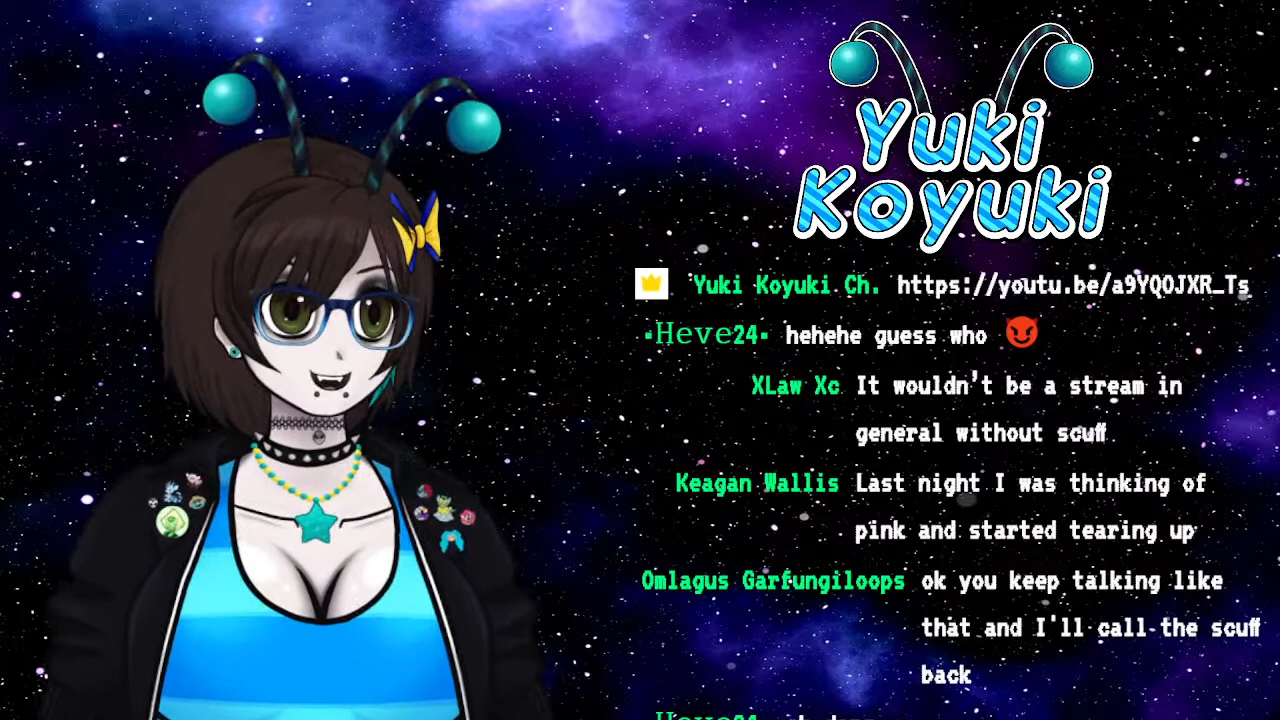 Yuki
Koyuki
Yuki Koyuki Ch. https://youtu.be/a9YQOJXR_Ts
•Heve24• hehehe guess who
XLaw Xc It wouldn't be a stream in
general without scuff
Keagan Wallis Last night I was thinking of
pink and started tearing up
Omlagus Garfungiloops ok you keep talking like
that and I'll call the scuff
back